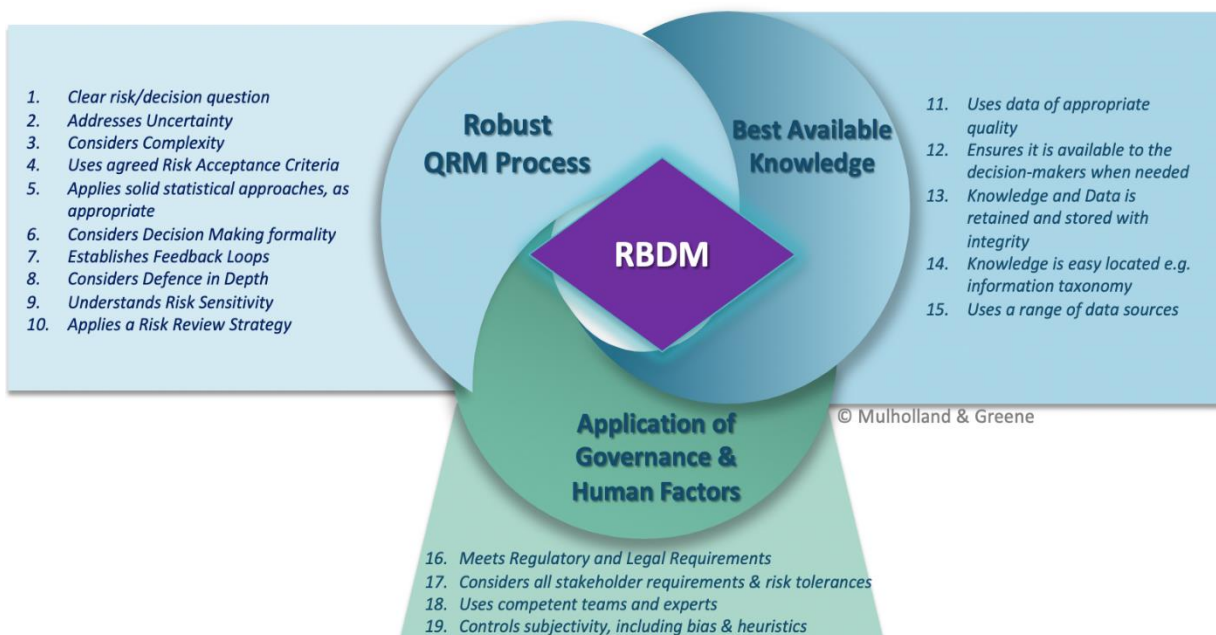 1. Clear risk/decision question
2. Addresses Uncertainty
3. Considers Complexity
4. Uses agreed Risk Acceptance Criteria
5. Applies solid statistical approaches, as
appropriate
6. Considers Decision Making formality
7. Establishes Feedback Loops
8. Considers Defence in Depth
9. Understands Risk Sensitivity
10. Applies a Risk Review Strategy
Robust
QRM Process
Best Available
Knowledge
RBDM
11. Uses data of appropriate
quality
12. Ensures it is available to the
decision-makers when needed
13. Knowledge and Data is
retained and stored with
integrity
14. Knowledge is easy located e.g.
information taxonomy
15. Uses a range of data sources
© Mulholland & Greene
Application of
Governance &
Human Factors
16. Meets Regulatory and Legal Requirements
17. Considers all stakeholder requirements & risk tolerances
18. Uses competent teams and experts
19. Controls subjectivity, including bias & heuristics